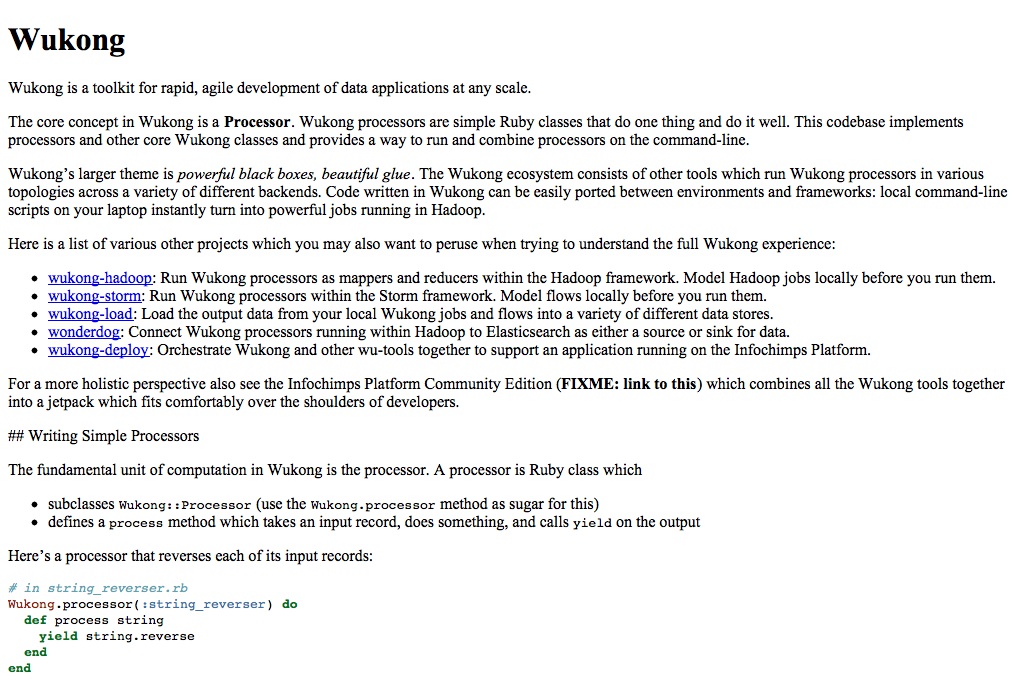 Wukong
Wukong is a toolkit for rapid, agile development of data applications at any scale.
The core concept in Wukong is a Processor. Wukong processors are simple Ruby classes that do one thing and do it well. This codebase implements
processors and other core Wukong classes and provides a way to run and combine processors on the command-line.
Wukong’s larger theme is powerful black boxes, beautiful glue. The Wukong ecosystem consists of other tools which run Wukong processors in various
topologies across a variety of different backends. Code written in Wukong can be easily ported between environments and frameworks: local command-line
scripts on your laptop instantly turn into powerful jobs running in Hadoop.
Here is a list of various other projects which you may also want to peruse when trying to understand the full Wukong experience:
• wukong-hadoop: Run Wukong processors as mappers and reducers within the Hadoop framework. Model Hadoop jobs locally before you run them.
• wukong-storm: Run Wukong processors within the Storm framework. Model flows locally before you run them.
• wukong-load: Load the output data from your local Wukong jobs and flows into a variety of different data stores.
• wonderdog: Connect Wukong processors running within Hadoop to Elasticsearch as either a source or sink for data.
• wukong-deploy: Orchestrate Wukong and other wu-tools together to support an application running on the Infochimps Platform.
For a more holistic perspective also see the Infochimps Platform Community Edition (FIXME: link to this) which combines all the Wukong tools together
into a jetpack which fits comfortably over the shoulders of developers.
## Writing Simple Processors
The fundamental unit of computation in Wukong is the processor. A processor is Ruby class which
• subclasses Wukong::Processor (use the Wukong.processor method as sugar for this)
• defines a process method which takes an input record, does something, and calls yield on the output
Here’s a processor that reverses each of its input records:
# in string_reverser.rb
Wukong.processor(:string_reverser) do
  def process string
    yield string.reverse
  end
end